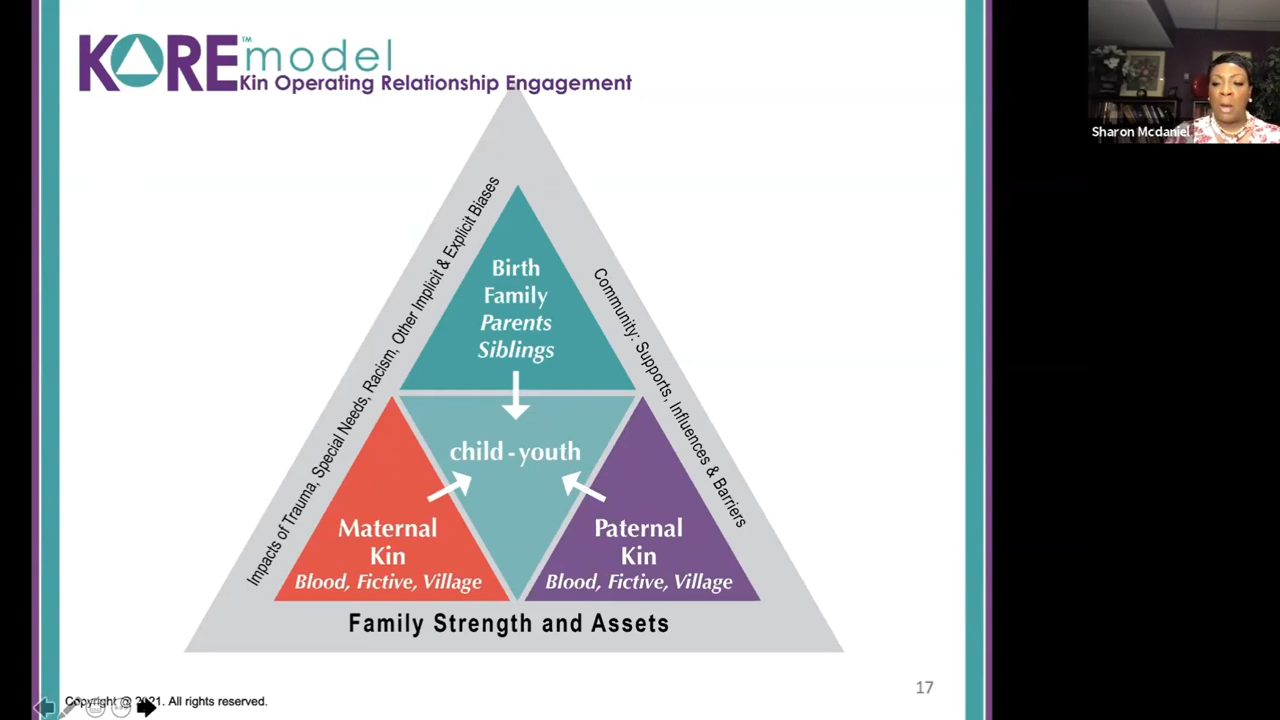 KORE™model
Kin Operating Relationship Engagement
Sharon Mcdaniel
Impacts of Trauma, Special Needs, Racism, Other Implicit & Explicit Biases
Community: Supports, Influences & Barriers
Birth
Family
Parents
Siblings
child-youth
Maternal
Kin
Blood, Fictive, Village
Paternal
Kin
Blood, Fictive, Village
Family Strength and Assets
Copyright @ 2021. All rights reserved.
17